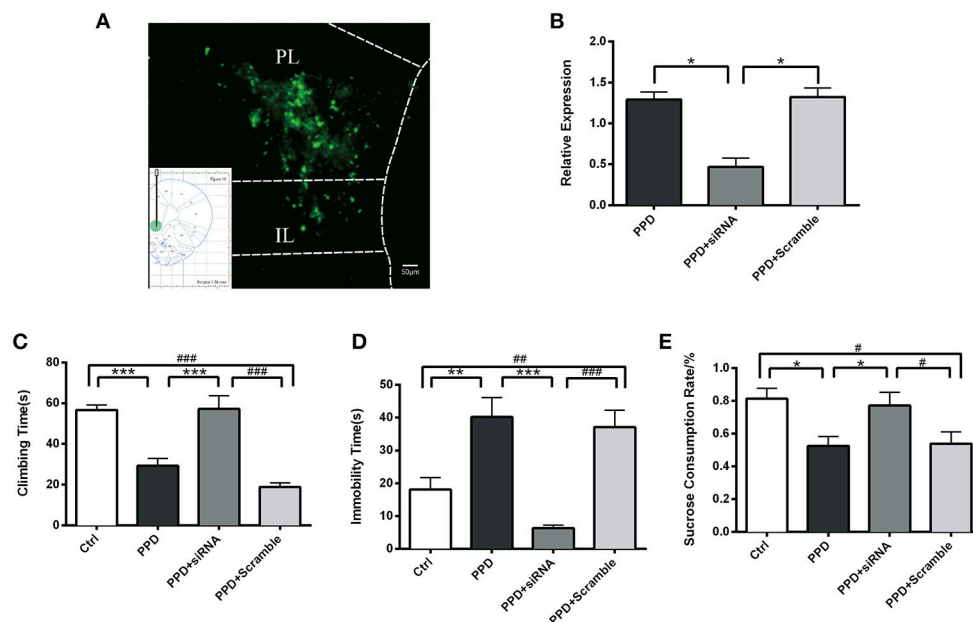 A
PL
IL
50μm
Figure 10
B
Relative Expression
2.0
1.5
1.0
0.5
0.0
*
*
PPD
PPD+siRNA
PPD+Scramble
C
Climbing Time(s)
80
60
40
20
0
###
***
***
###
Ctrl
PPD
PPD+siRNA
PPD+Scramble
D
Immobility Time(s)
50
40
30
20
10
0
##
**
***
###
Ctrl
PPD
PPD+siRNA
PPD+Scramble
E
Sucrose Consumption Rate/%
1.0
0.8
0.6
0.4
0.2
0.0
#
*
*
#
Ctrl
PPD
PPD+siRNA
PPD+Scramble